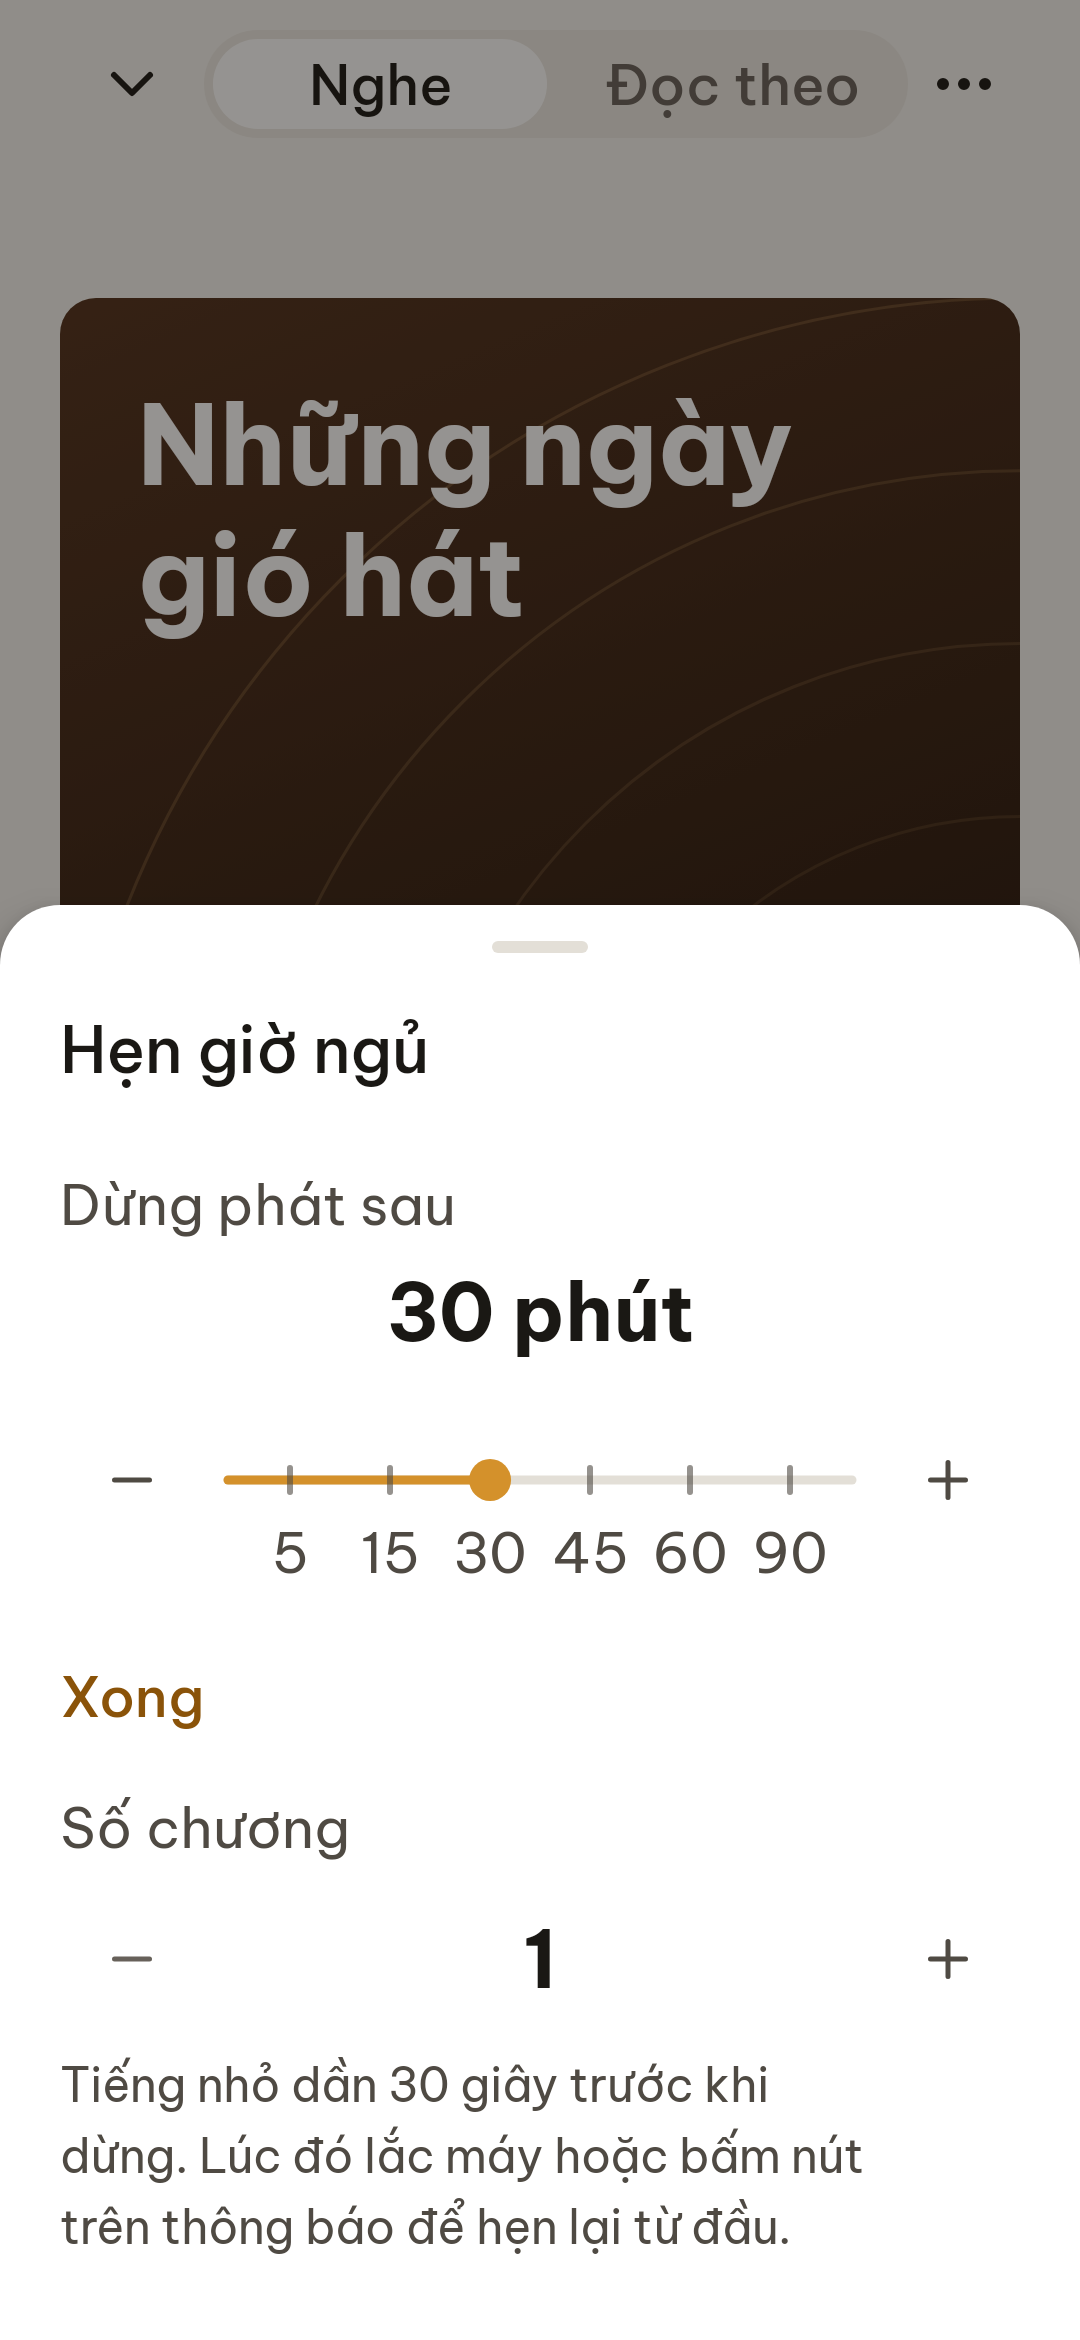 Nghe Đọc theo
Những ngày
gió hát
Hẹn giờ ngủ
Dừng phát sau
30 phút
5 15 30 45 60 90
Xong
Số chương
1
Tiếng nhỏ dần 30 giây trước khi
dừng. Lúc đó lắc máy hoặc bấm nút
trên thông báo để hẹn lại từ đầu.